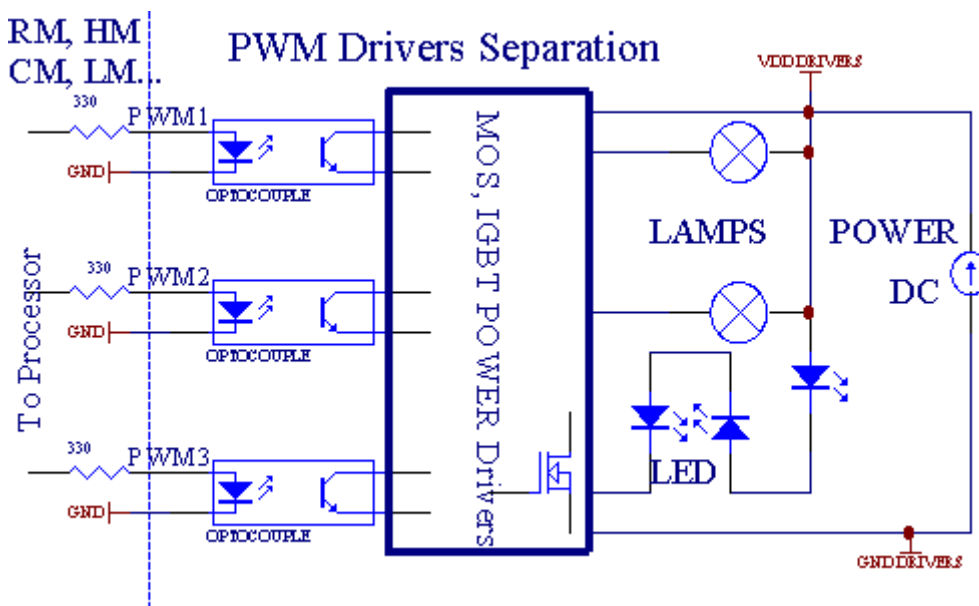 RM, HM
CM, LM...
PWM Drivers Separation
VDDDRIVERS
330
PWM1
GND
OPTOCOUPLE
MOS, IGBT POWER Drivers
LAMPS
POWER
DC
To Processor
330
PWM2
GND
OPTOCOUPLE
330
PWM3
GND
OPTOCOUPLE
LED
GNDDRIVERS